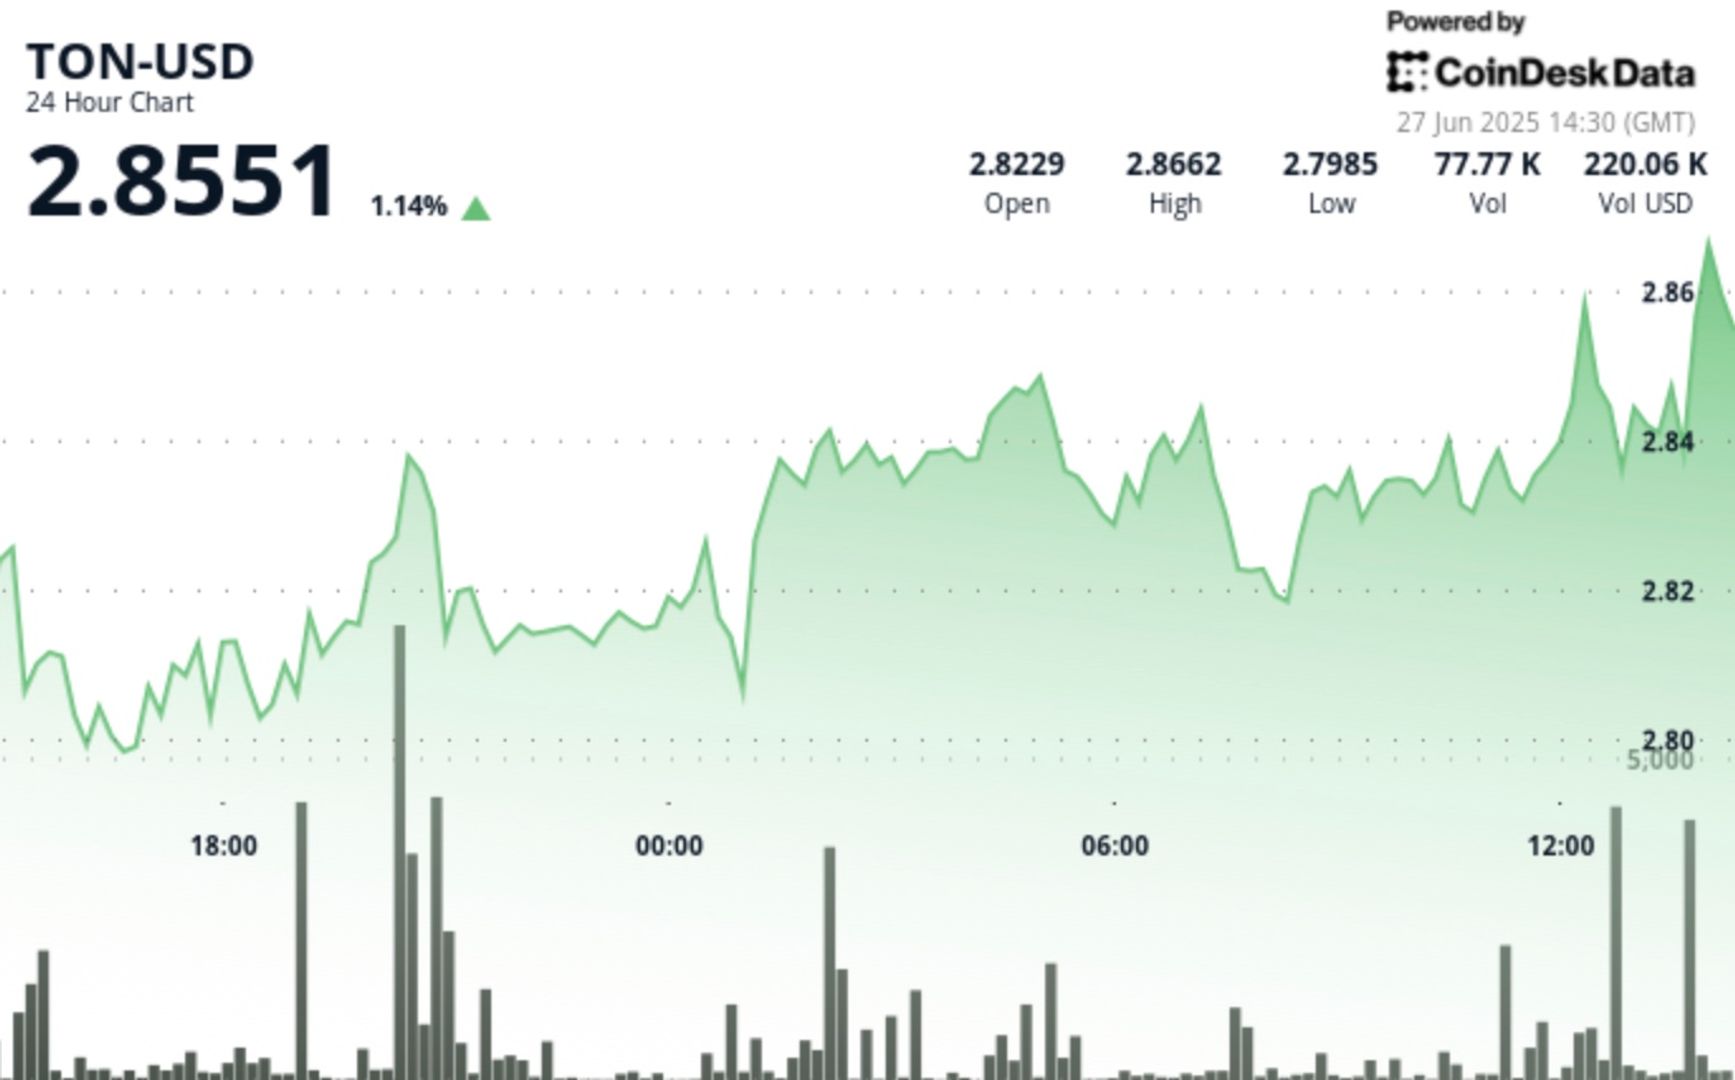 TON-USD
24 Hour Chart
2.8551 1.14%
Powered by
CoinDesk Data
27 Jun 2025 14:30 (GMT)
2.8229 2.8662 2.7985 77.77 K 220.06 K
Open High Low Vol Vol USD
2.86
2.84
2.82
2.80
5,000
18:00 00:00 06:00 12:00